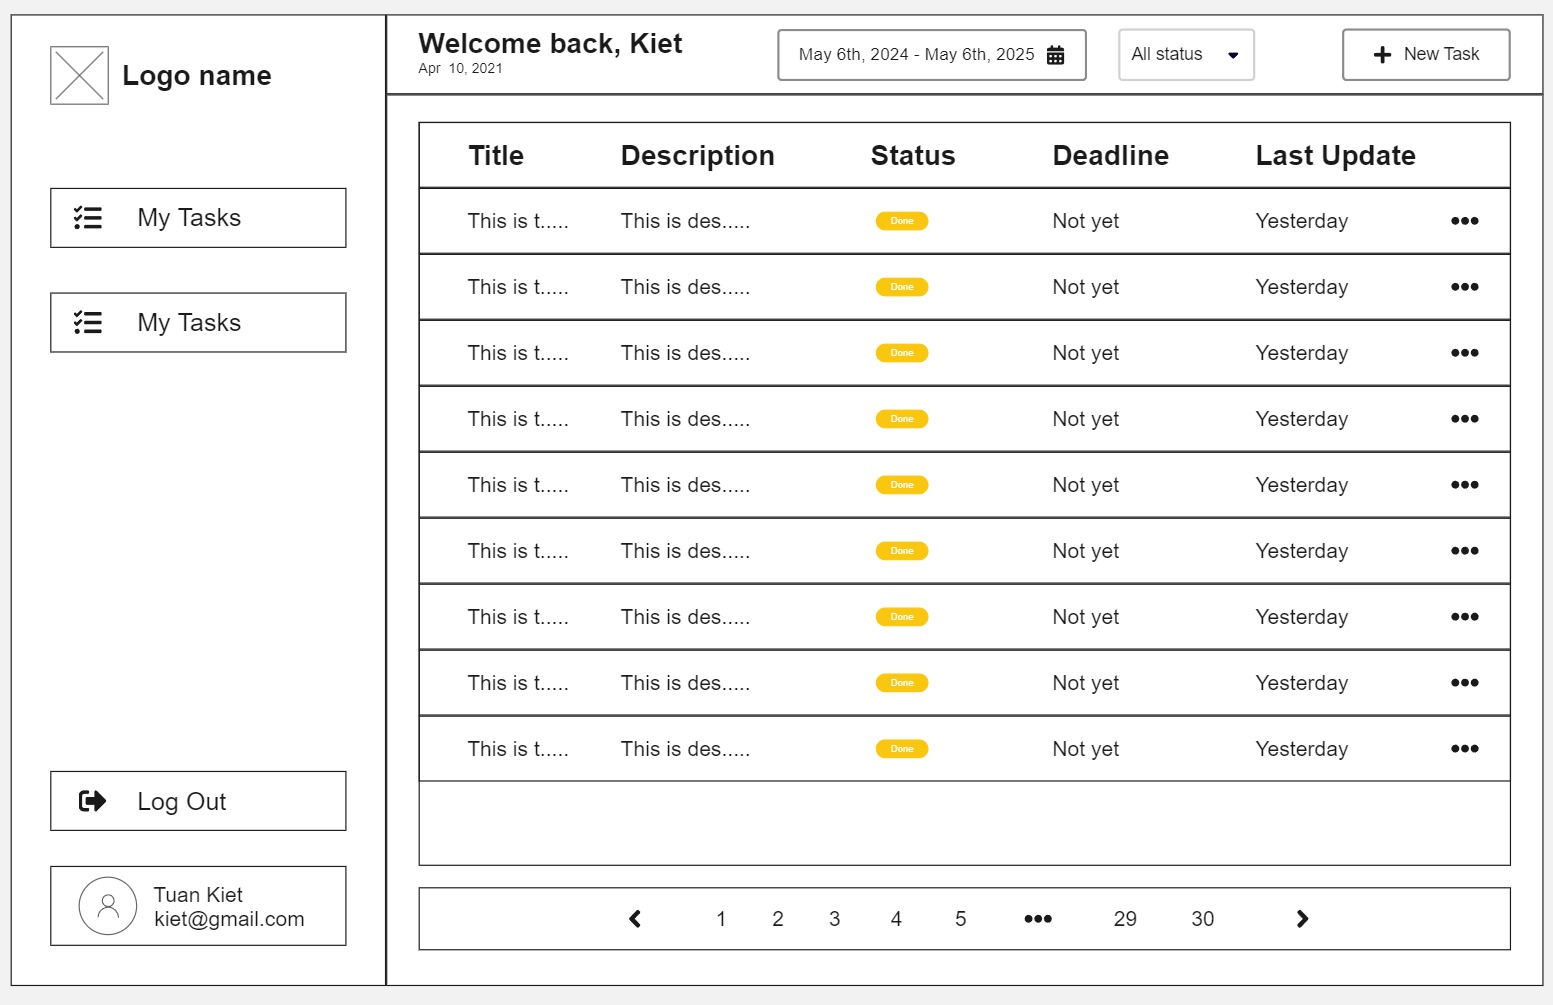 Logo name
My Tasks
My Tasks
Log Out
Tuan Kiet
kiet@gmail.com
Welcome back, Kiet
Apr 10, 2021
May 6th, 2024 - May 6th, 2025
All status
New Task
Title Description Status Deadline Last Update
This is t..... This is des..... Done Not yet Yesterday
This is t..... This is des..... Done Not yet Yesterday
This is t..... This is des..... Done Not yet Yesterday
This is t..... This is des..... Done Not yet Yesterday
This is t..... This is des..... Done Not yet Yesterday
This is t..... This is des..... Done Not yet Yesterday
This is t..... This is des..... Done Not yet Yesterday
This is t..... This is des..... Done Not yet Yesterday
This is t..... This is des..... Done Not yet Yesterday
1 2 3 4 5 ••• 29 30